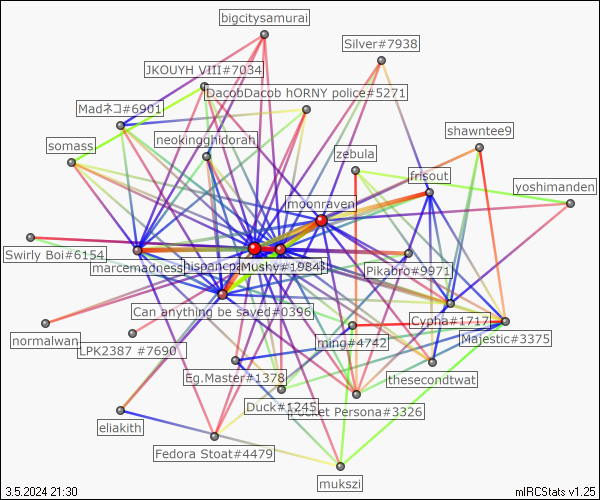 bigcitysamurai
Silver#7938
JKOUYH VIII#7034
DacobDacob hORNY police#5271
Madネコ#6901
shawntee9
neokingghidorah
somass
zebula
frisout
yoshimanden
moonraven
Swirly Boi#6154
marcemadness
hispanep
Mushy#1984
Pikabro#9971
Can anything be saved#0396
Cypha#1717
normalwan
LPK2387 #7690
ming#4742
Majestic#3375
Eg.Master#1378
thesecondtwat
Duck#1245
Pocket Persona#3326
eliakith
Fedora Stoat#4479
mukszi
3.5.2024 21:30
mIRCStats v1.25